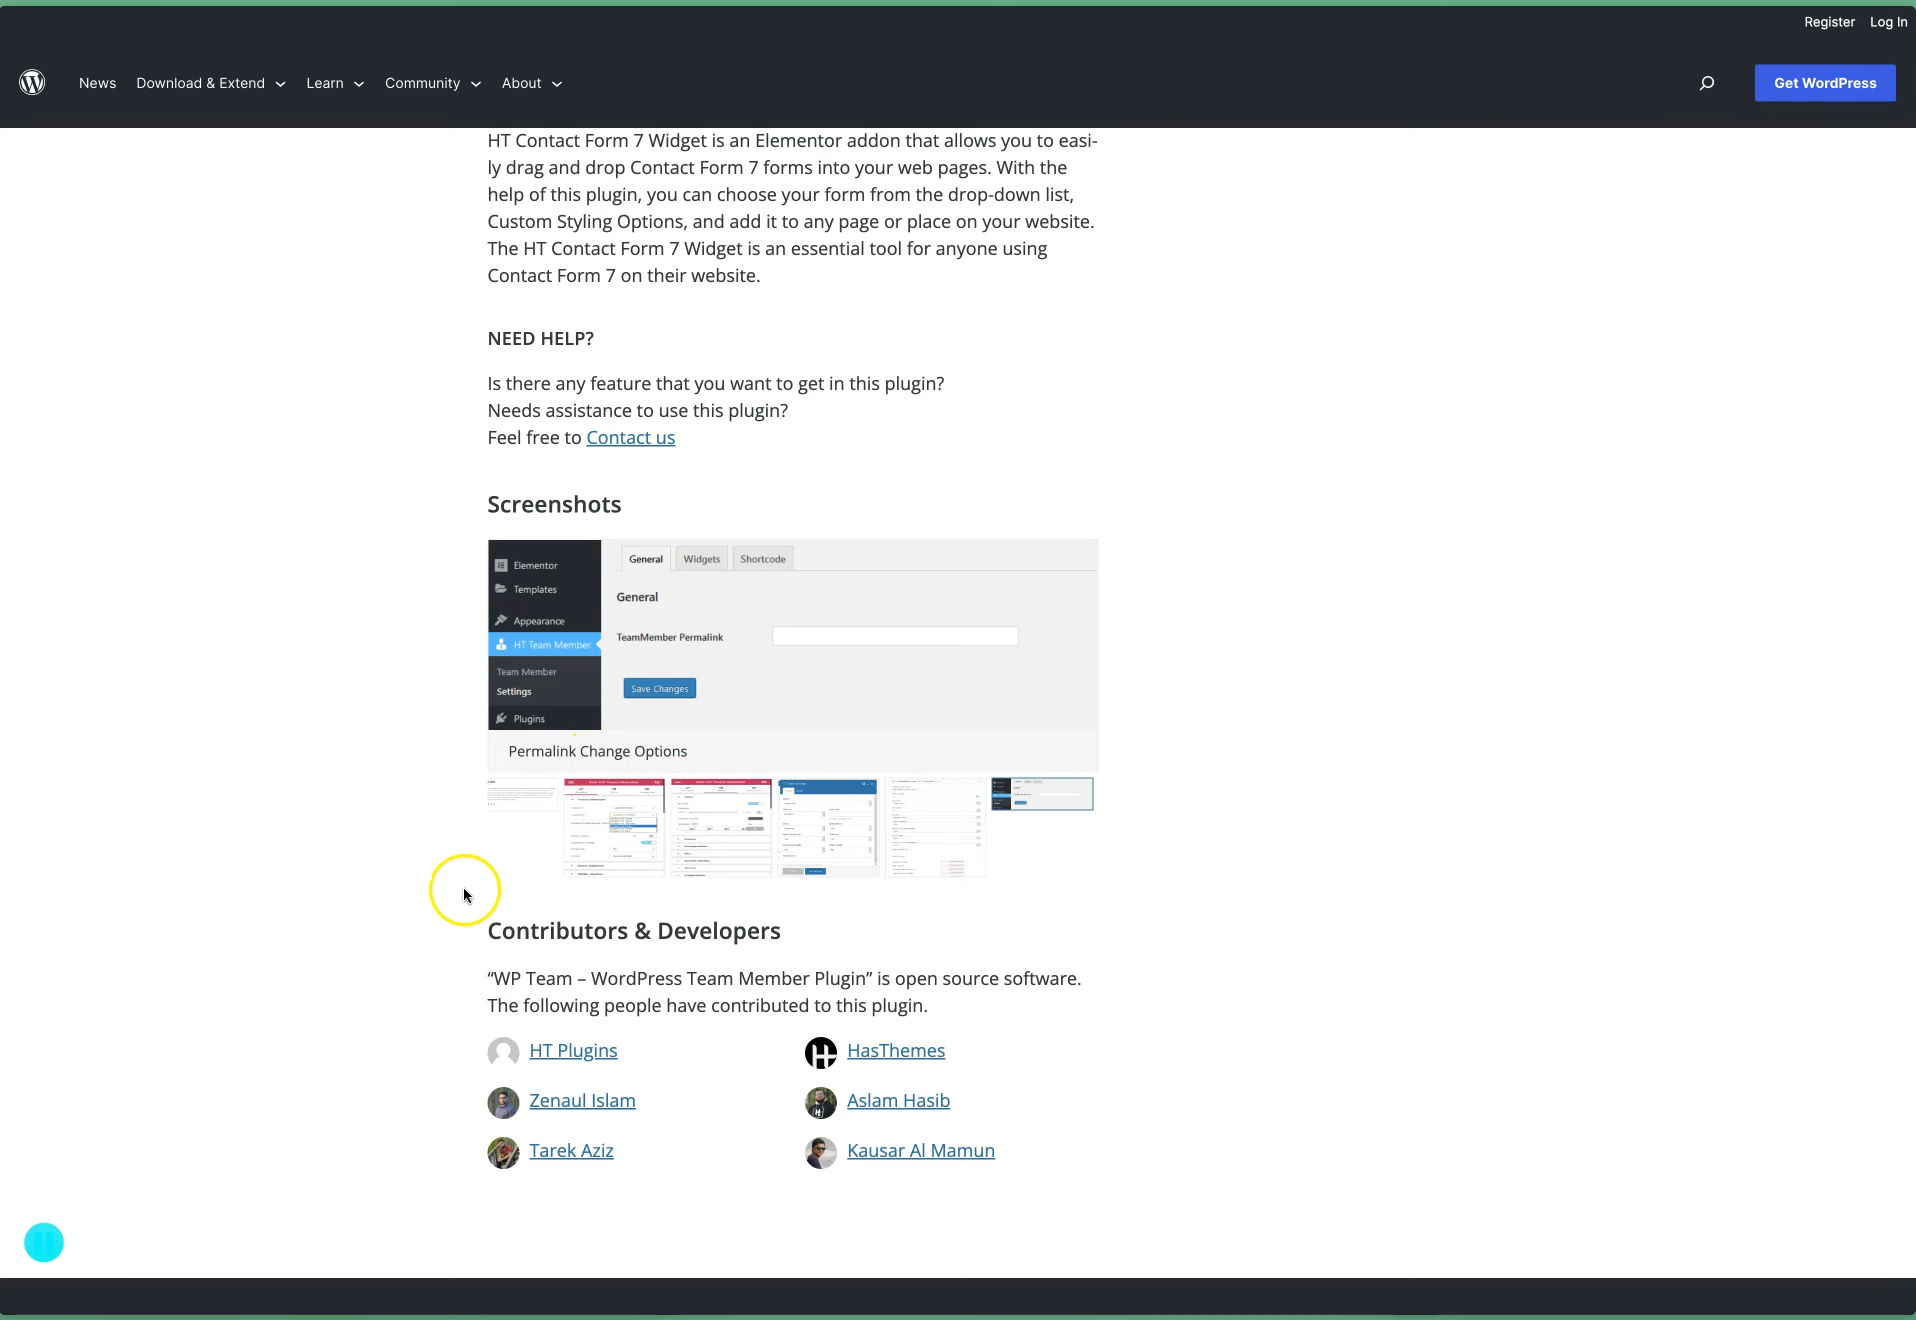 Register Log In
News Download & Extend Learn Community About Get WordPress
HT Contact Form 7 Widget is an Elementor addon that allows you to easi-
ly drag and drop Contact Form 7 forms into your web pages. With the
help of this plugin, you can choose your form from the drop-down list,
Custom Styling Options, and add it to any page or place on your website.
The HT Contact Form 7 Widget is an essential tool for anyone using
Contact Form 7 on their website.
NEED HELP?
Is there any feature that you want to get in this plugin?
Needs assistance to use this plugin?
Feel free to Contact us
Screenshots
Elementor
Templates
Appearance
HT Team Member
Team Member
Settings
Plugins
General Widgets Shortcode
General
TeamMember Permalink
Save Changes
Permalink Change Options
Contributors & Developers
“WP Team – WordPress Team Member Plugin” is open source software.
The following people have contributed to this plugin.
HT Plugins HasThemes
Zenaul Islam Aslam Hasib
Tarek Aziz Kausar Al Mamun